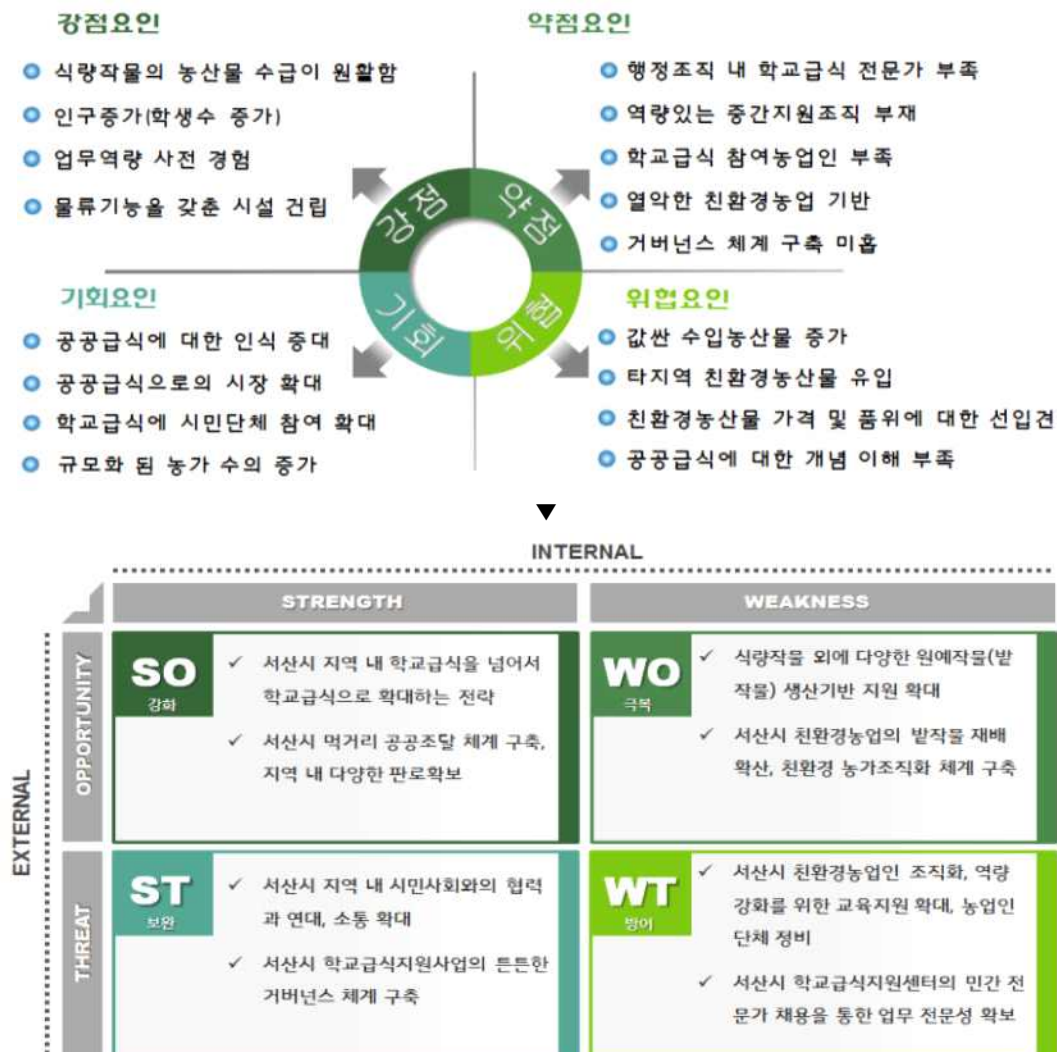 강점요인
식량작물의 농산물 수급이 원활함
인구증가(학생수 증가)
업무역량 사전 경험
물류기능을 갖춘 시설 건립
약점요인
행정조직 내 학교급식 전문가 부족
역량있는 중간지원조직 부재
학교급식 참여농업인 부족
열악한 친환경농업 기반
거버넌스 체계 구축 미흡
강점
약점
기회
위협
기회요인
공공급식에 대한 인식 증대
공공급식으로의 시장 확대
학교급식에 시민단체 참여 확대
규모화 된 농가 수의 증가
위협요인
값싼 수입농산물 증가
타지역 친환경농산물 유입
친환경농산물 가격 및 품위에 대한 선입견
공공급식에 대한 개념 이해 부족
▼
INTERNAL
STRENGTH
WEAKNESS
EXTERNAL
OPPORTUNITY
SO
강화
✓ 서산시 지역 내 학교급식을 넘어서
학교급식으로 확대하는 전략
✓ 서산시 먹거리 공공조달 체계 구축,
지역 내 다양한 판로확보
WO
극복
✓ 식량작물 외에 다양한 원예작물(밭
작물) 생산기반 지원 확대
✓ 서산시 친환경농업의 밭작물 재배
확산, 친환경 농가조직화 체계 구축
THREAT
ST
보완
✓ 서산시 지역 내 시민사회와의 협력
과 연대, 소통 확대
✓ 서산시 학교급식지원사업의 튼튼한
거버넌스 체계 구축
WT
방어
✓ 서산시 친환경농업인 조직화, 역량
강화를 위한 교육지원 확대, 농업인
단체 정비
✓ 서산시 학교급식지원센터의 민간 전
문가 채용을 통한 업무 전문성 확보